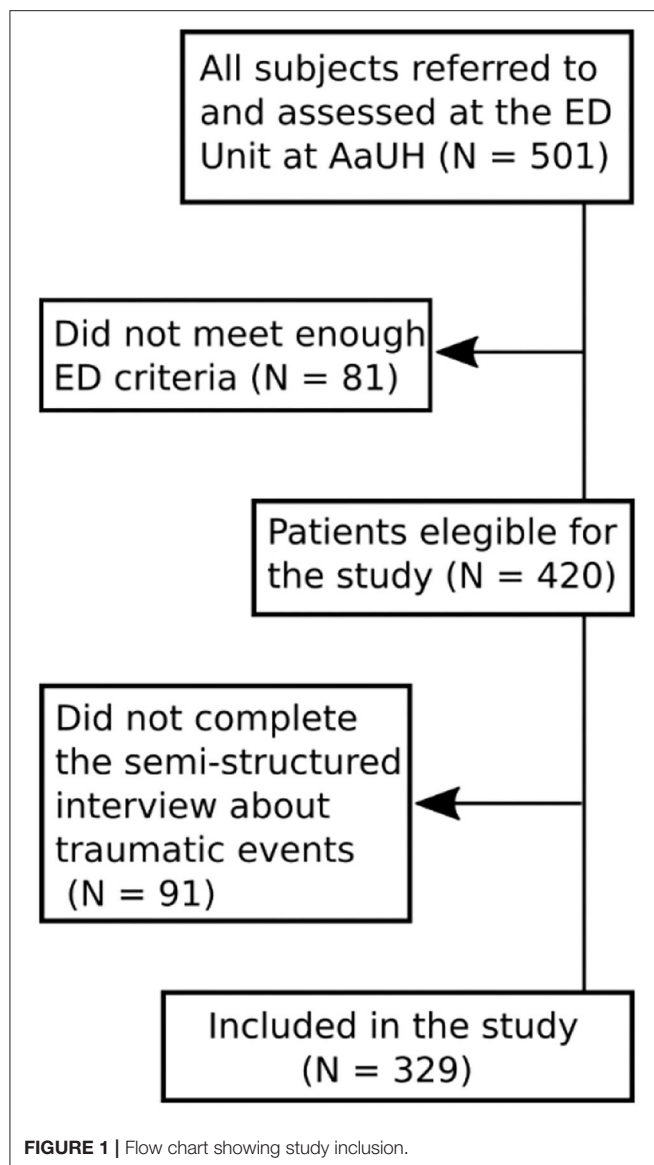 All subjects referred to
and assessed at the ED
Unit at AaUH (N = 501)
Did not meet enough
ED criteria (N = 81)
Patients elegible for
the study (N = 420)
Did not complete
the semi-structured
interview about
traumatic events
(N = 91)
Included in the study
(N = 329)
FIGURE 1 | Flow chart showing study inclusion.